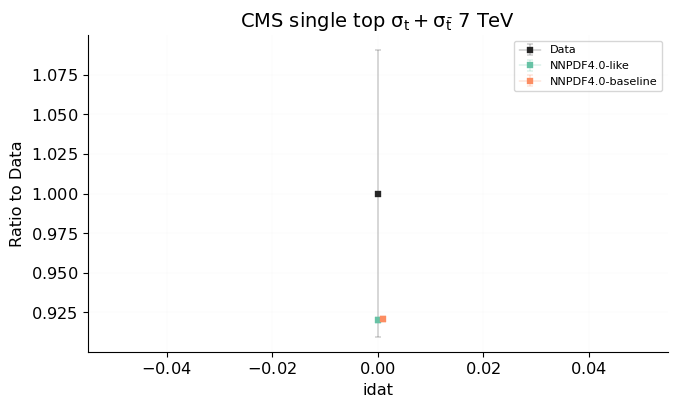 CMS single top σt + σt̄ 7 TeV
Data
NNPDF4.0-like
NNPDF4.0-baseline
Ratio to Data
1.075
1.050
1.025
1.000
0.975
0.950
0.925
−0.04
−0.02
0.00
0.02
0.04
idat